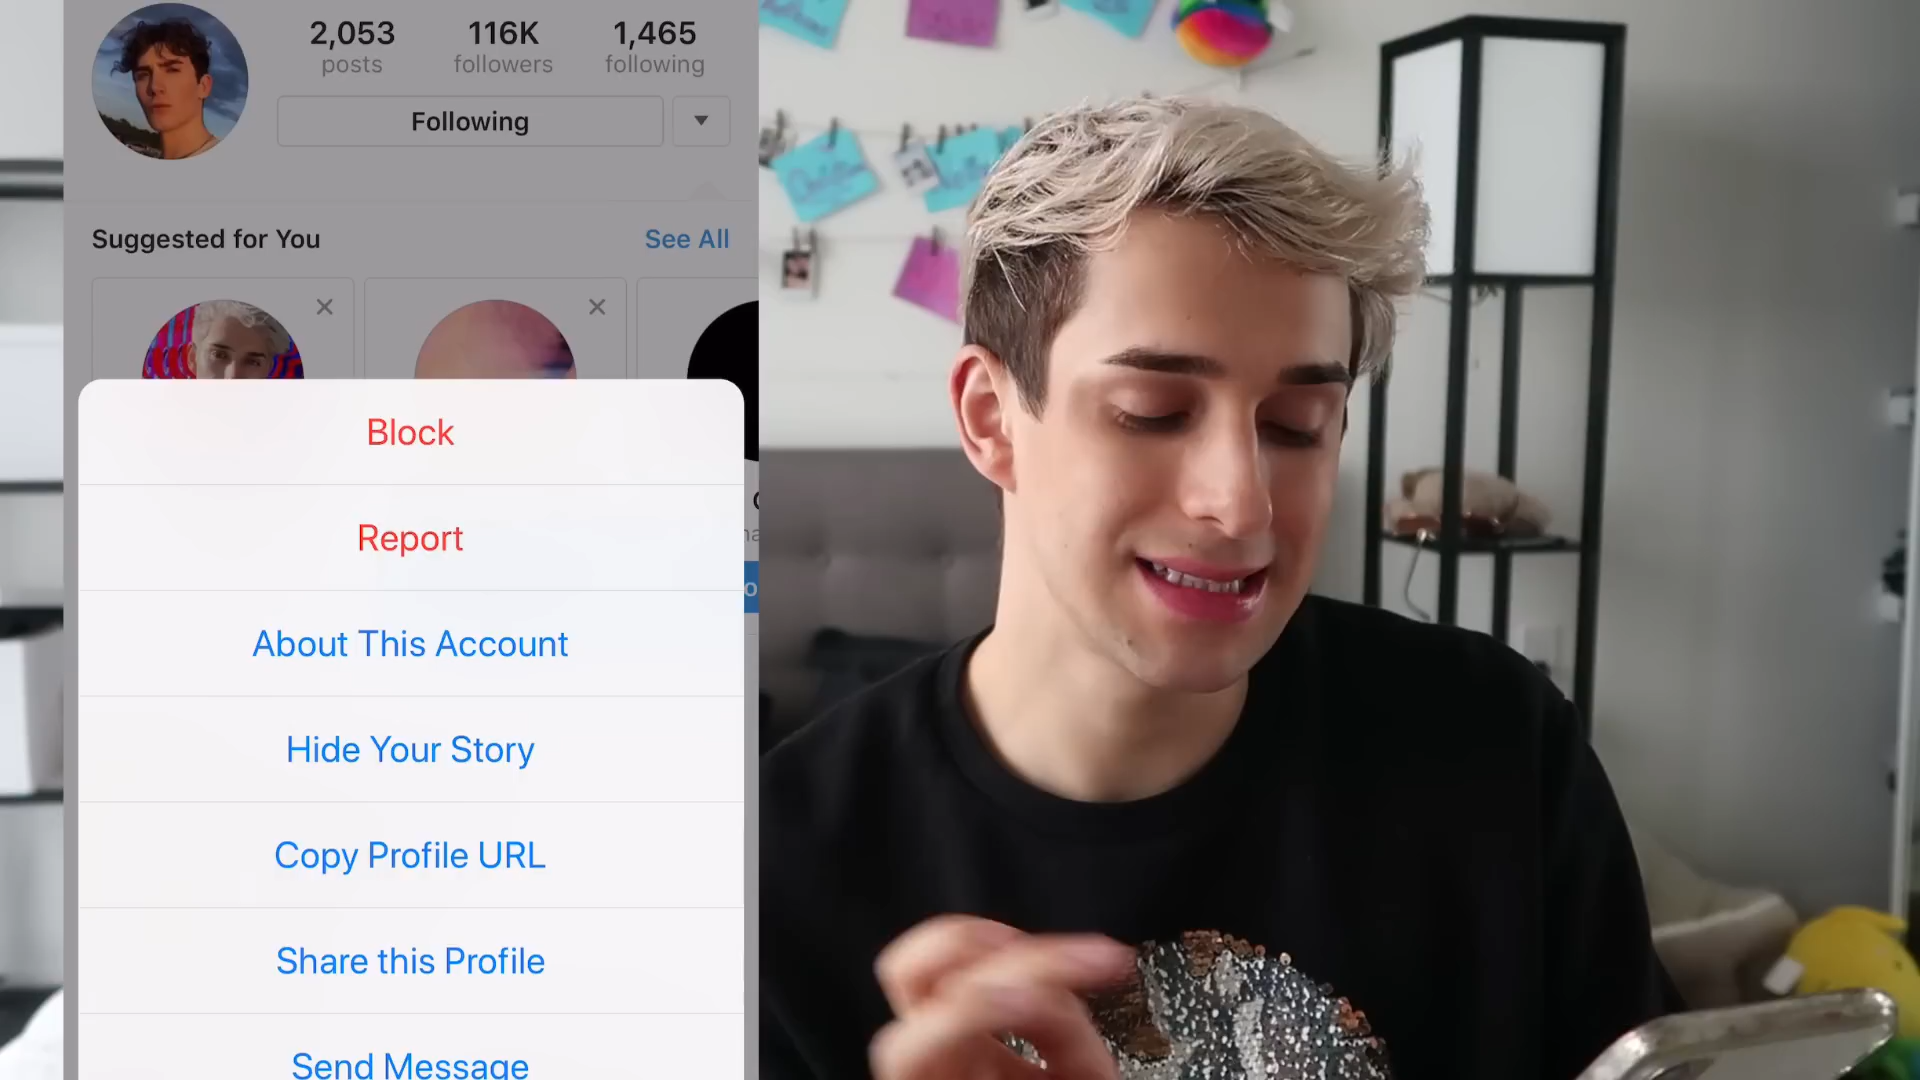 2,053 116K 1,465
posts followers following
Following
Suggested for You See All
Block
Report
About This Account
Hide Your Story
Copy Profile URL
Share this Profile
Send Message